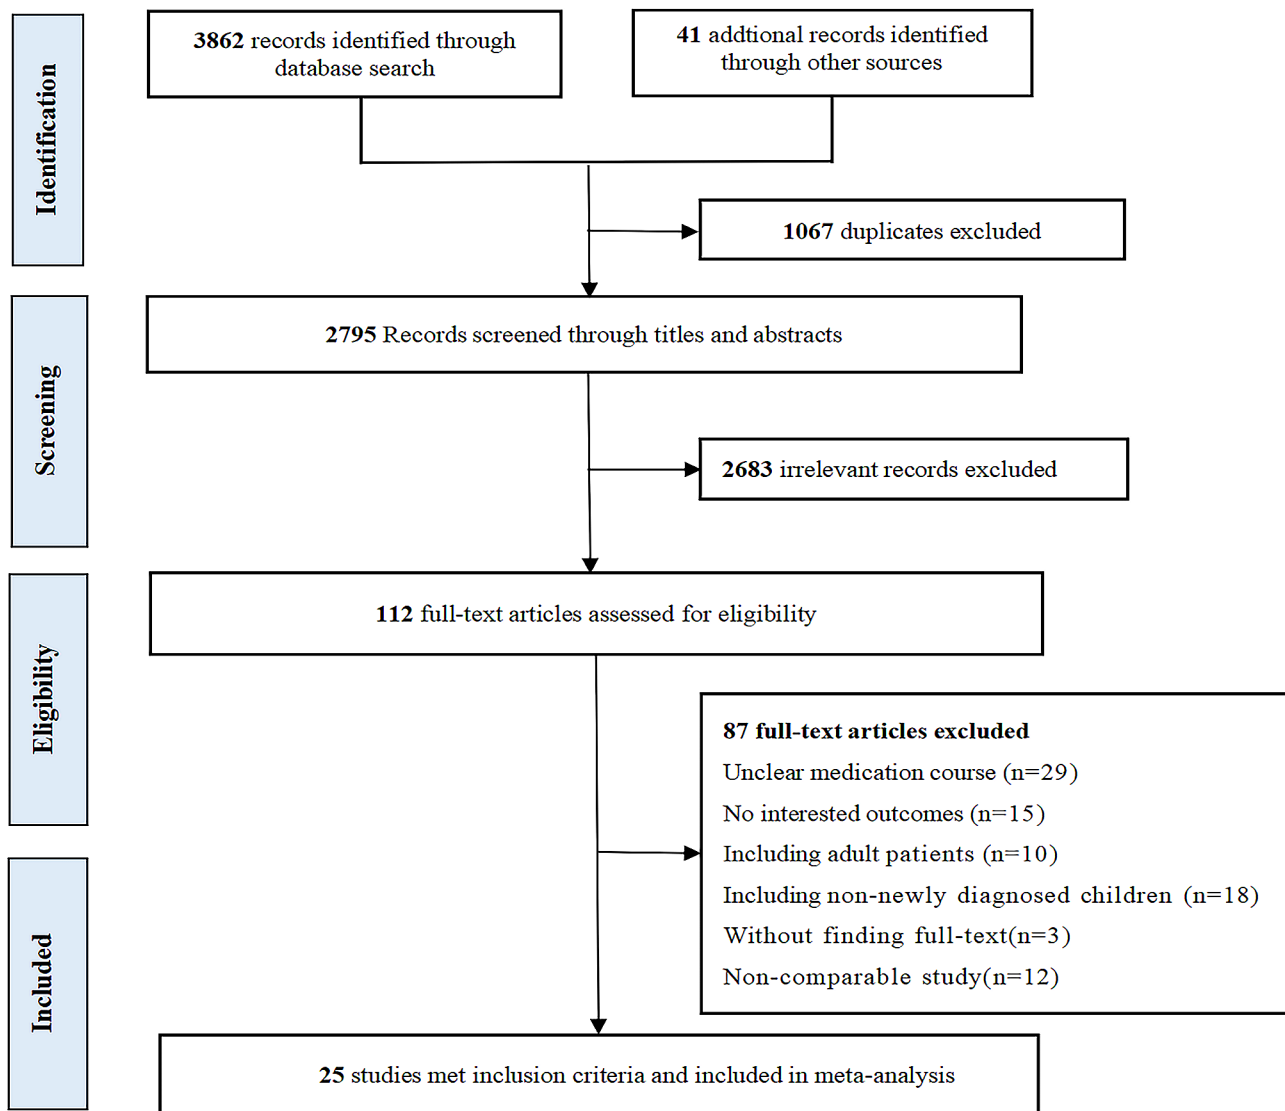 Identification
3862 records identified through
database search
41 addtional records identified
through other sources
1067 duplicates excluded
Screening
2795 Records screened through titles and abstracts
2683 irrelevant records excluded
Eligibility
112 full-text articles assessed for eligibility
87 full-text articles excluded
Unclear medication course (n=29)
No interested outcomes (n=15)
Including adult patients (n=10)
Including non-newly diagnosed children (n=18)
Without finding full-text(n=3)
Non-comparable study(n=12)
Included
25 studies met inclusion criteria and included in meta-analysis